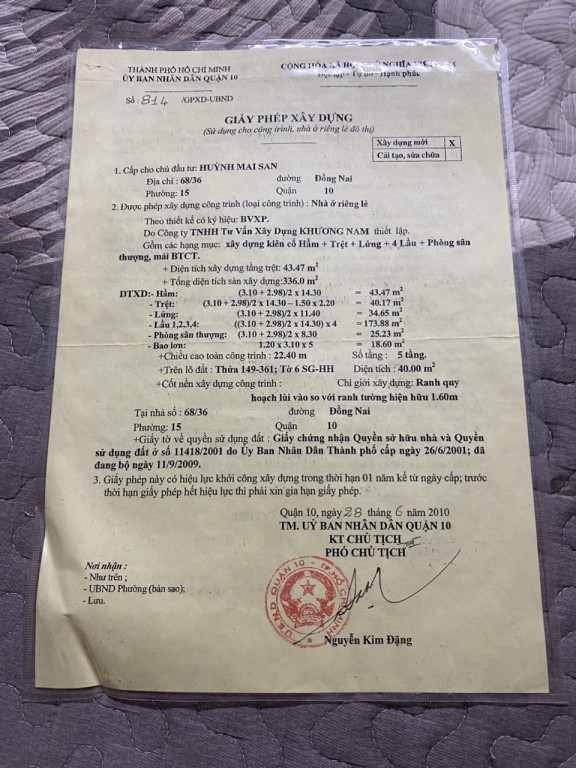 THÀNH PHỐ HỒ CHÍ MINH
ỦY BAN NHÂN DÂN QUẬN 10
CỘNG HÒA XÃ HỘI
Độc lập - Tự do - Hạnh phúc
Số: 814 /GPXD-UBND
GIẤY PHÉP XÂY DỰNG
(Sử dụng cho công trình, nhà ở riêng lẻ đô thị)
Xây dựng mới X
Cải tạo, sửa chữa
1. Cấp cho chủ đầu tư: HUỲNH MAI SAN
Địa chỉ : 68/36 đường Đồng Nai
Phường: 15 Quận 10
2. Được phép xây dựng công trình (loại công trình) : Nhà ở riêng lẻ
Theo thiết kế có ký hiệu: BVXP.
Do Công ty TNHH Tư Vấn Xây Dựng KHƯƠNG NAM thiết lập.
Gồm các hạng mục: xây dựng kiên cố Hầm + Trệt + Lửng + 4 Lầu + Phòng sân
thượng, mái BTCT.
+ Diện tích xây dựng tầng trệt: 43.47 m²
+ Tổng diện tích sàn xây dựng:336.0 m²
DTXD:- Hầm: (3.10 + 2.98)/2 x 14.30 = 43.47 m²
- Trệt: (3.10 + 2.98)/2 x 14.30 – 1.50 x 2.20 = 40.17 m²
- Lửng: (3.10 + 2.98)/2 x 11.40 = 34.65 m²
- Lầu 1,2,3,4: ((3.10 + 2.98)/2 x 14.30) x 4 = 173.88 m²
- Phòng sân thượng: (3.10 + 2.98)/2 x 8.30 = 25.23 m²
- Bao lơn: 1.20 x 3.10 x 5 = 18.60 m²
+Chiều cao toàn công trình : 22.40 m Số tầng : 5 tầng.
+Trên lô đất : Thửa 149-361; Tờ 6 SG-HH Diện tích : 40.00 m²
+Cốt nền xây dựng công trình : Chỉ giới xây dựng: Ranh quy
hoạch lùi vào so với ranh tường hiện hữu 1.60m
Tại nhà số : 68/36 đường Đồng Nai
Phường: 15 Quận 10
+Giấy tờ về quyền sử dụng đất : Giấy chứng nhận Quyền sở hữu nhà và Quyền
sử dụng đất ở số 11418/2001 do Ủy Ban Nhân Dân Thành phố cấp ngày 26/6/2001; đã
đăng bộ ngày 11/9/2009.
3. Giấy phép này có hiệu lực khởi công xây dựng trong thời hạn 01 năm kể từ ngày cấp; trước
thời hạn giấy phép hết hiệu lực thì phải xin gia hạn giấy phép.
Quận 10, ngày 28 tháng 6 năm 2010
TM. UỶ BAN NHÂN DÂN QUẬN 10
KT CHỦ TỊCH
PHÓ CHỦ TỊCH
Nơi nhận :
- Như trên ;
- UBND Phường (bản sao);
- Lưu.
U.B.N.D QUẬN 10 - T.P HỒ CHÍ MINH
Nguyễn Kim Đặng